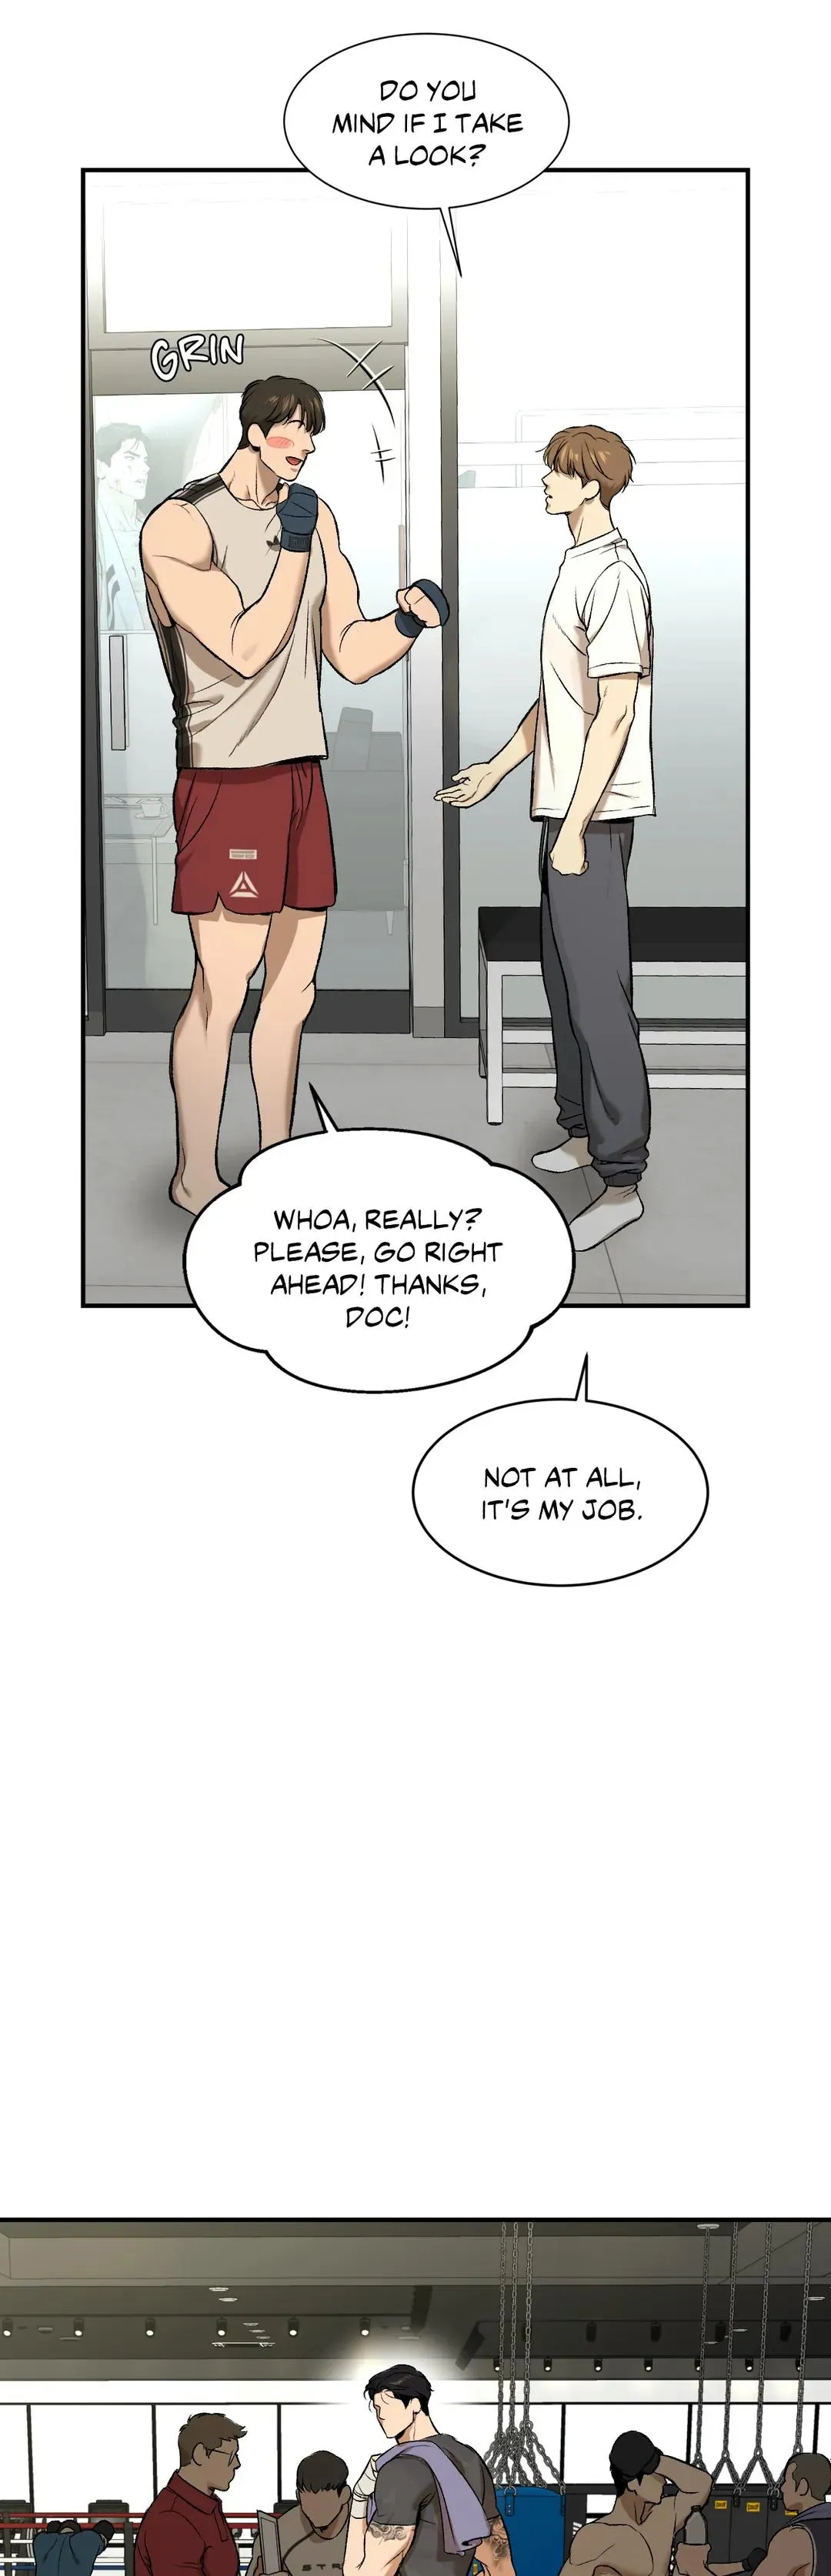 DO YOU
MIND IF I TAKE
A LOOK?
GRIN
WHOA, REALLY?
PLEASE, GO RIGHT
AHEAD! THANKS,
DOC!
NOT AT ALL,
IT'S MY JOB.
STR